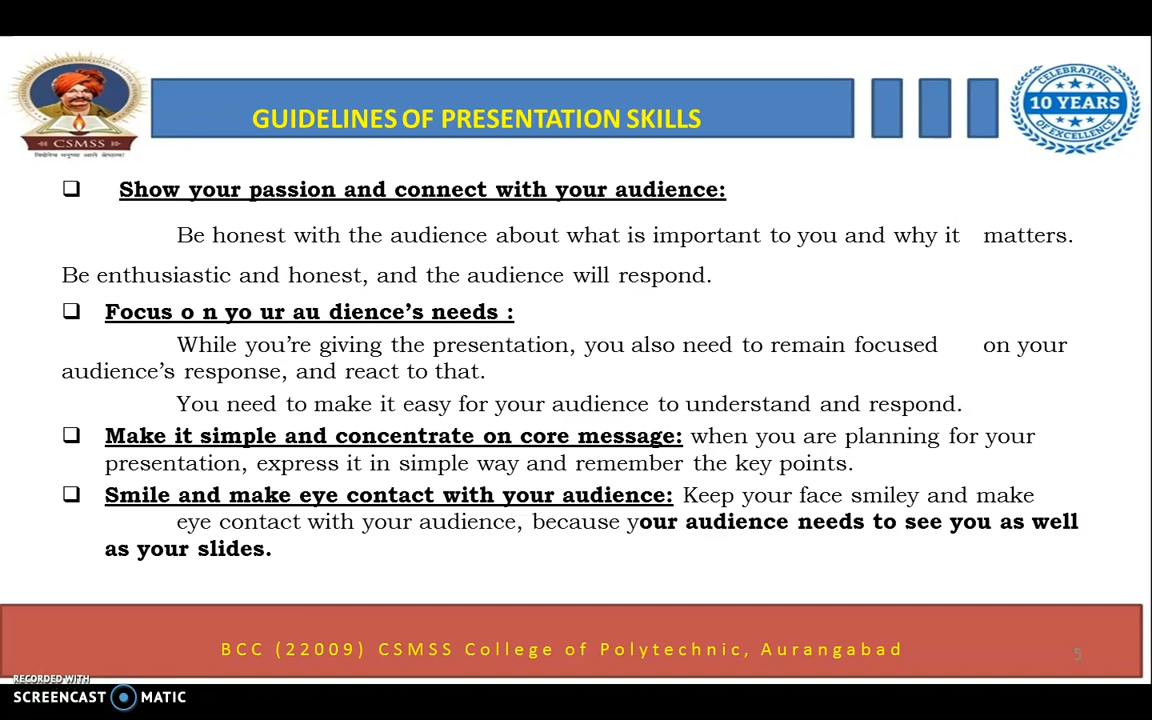 GUIDELINES OF PRESENTATION SKILLS
CSMSS
CELEBRATING
10 YEARS
OF EXCELLENCE
❑ Show your passion and connect with your audience:
Be honest with the audience about what is important to you and why it matters.
Be enthusiastic and honest, and the audience will respond.
❑ Focus o n yo ur au dience’s needs :
While you’re giving the presentation, you also need to remain focused on your
audience’s response, and react to that.
You need to make it easy for your audience to understand and respond.
❑ Make it simple and concentrate on core message: when you are planning for your
presentation, express it in simple way and remember the key points.
❑ Smile and make eye contact with your audience: Keep your face smiley and make
eye contact with your audience, because your audience needs to see you as well
as your slides.
BCC (22009) CSMSS College of Polytechnic, Aurangabad
5
RECORDED WITH
SCREENCAST MATIC